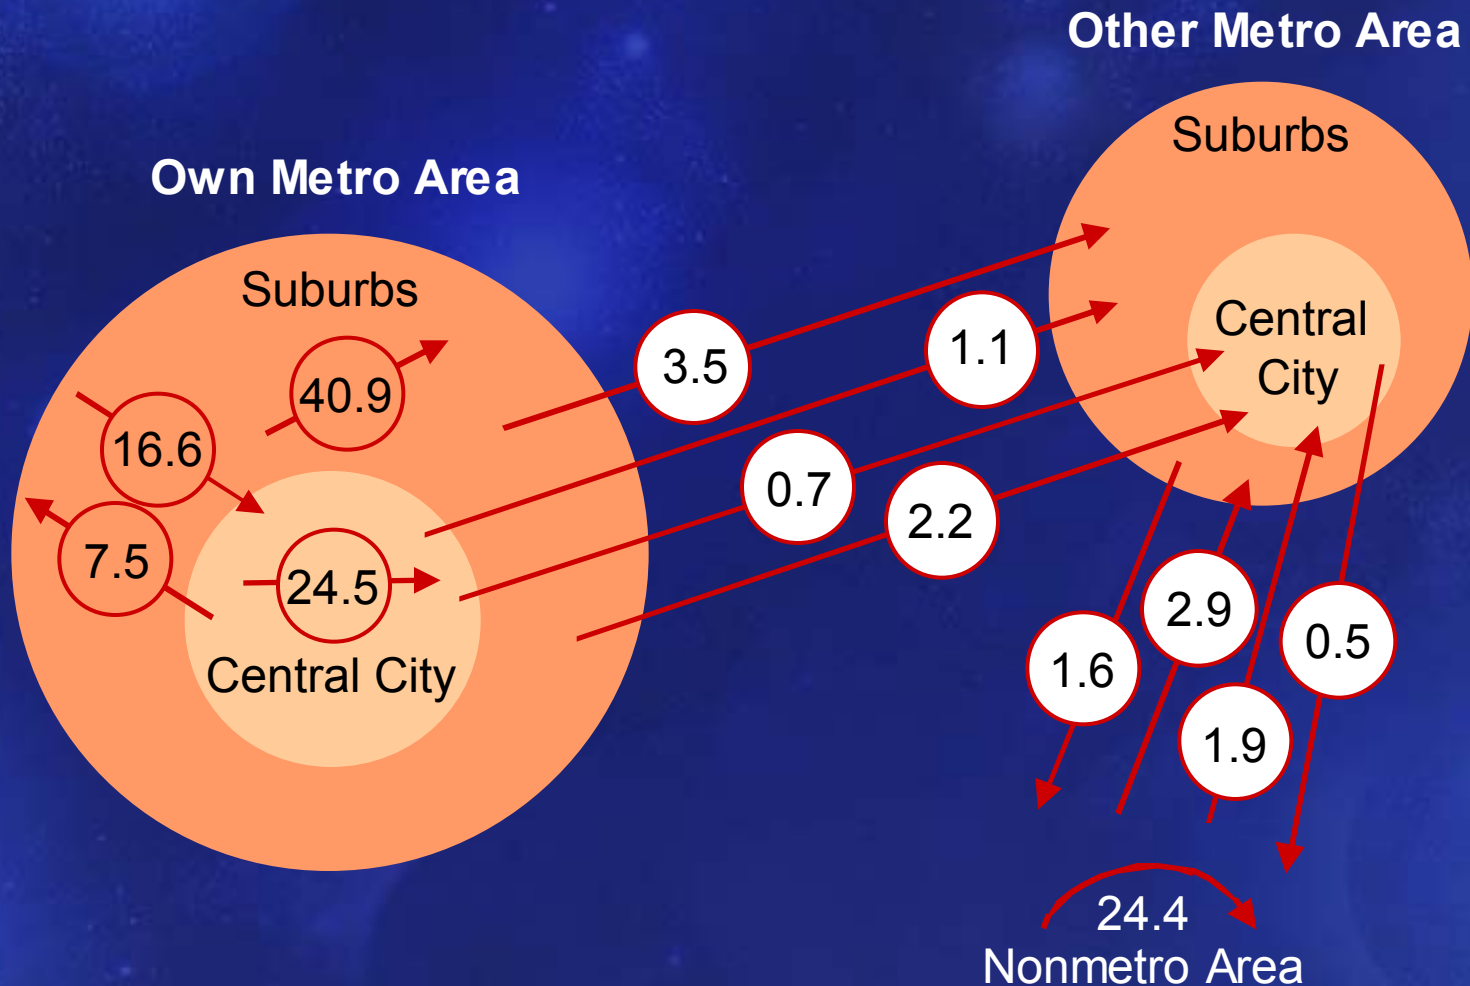 Other Metro Area
Suburbs
Own Metro Area
Suburbs
Central
City
3.5
1.1
40.9
16.6
0.7
2.2
7.5
24.5
Central City
2.9
0.5
1.6
1.9
24.4
Nonmetro Area